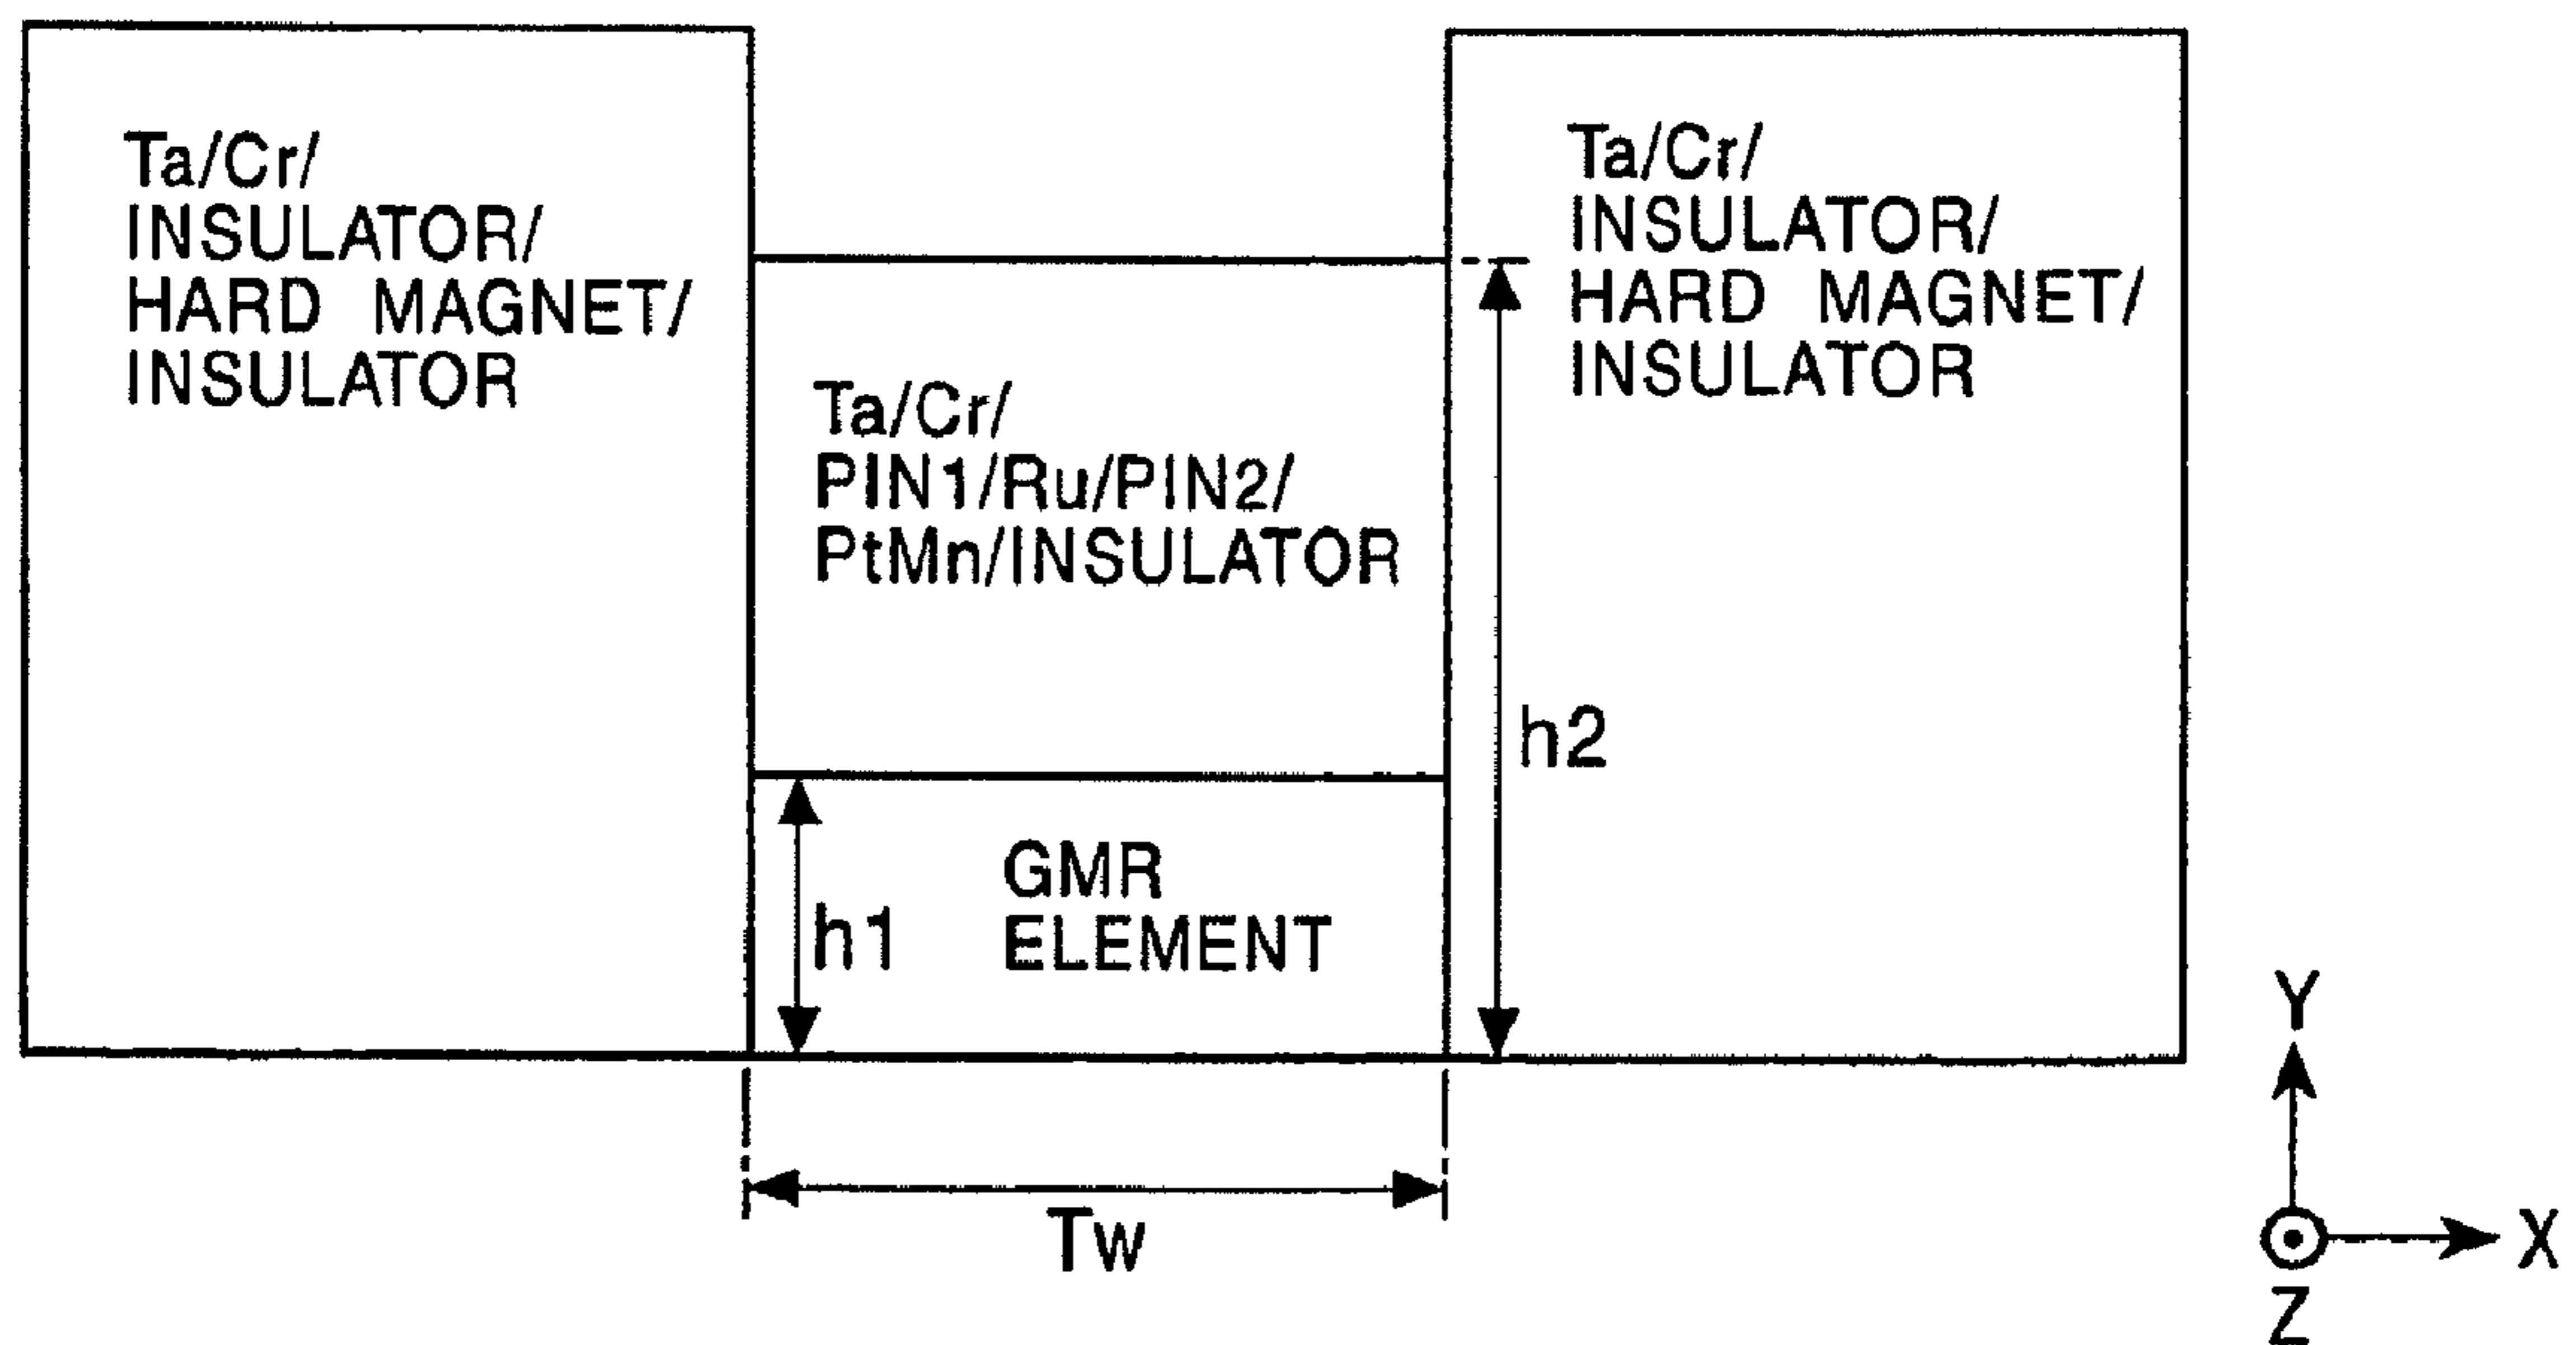 Ta/Cr/
INSULATOR/
HARD MAGNET/
INSULATOR
Ta/Cr/
PIN1/Ru/PIN2/
PtMn/INSULATOR
Ta/Cr/
INSULATOR/
HARD MAGNET/
INSULATOR
h2
h1
GMR
ELEMENT
Tw
Y
X
Z